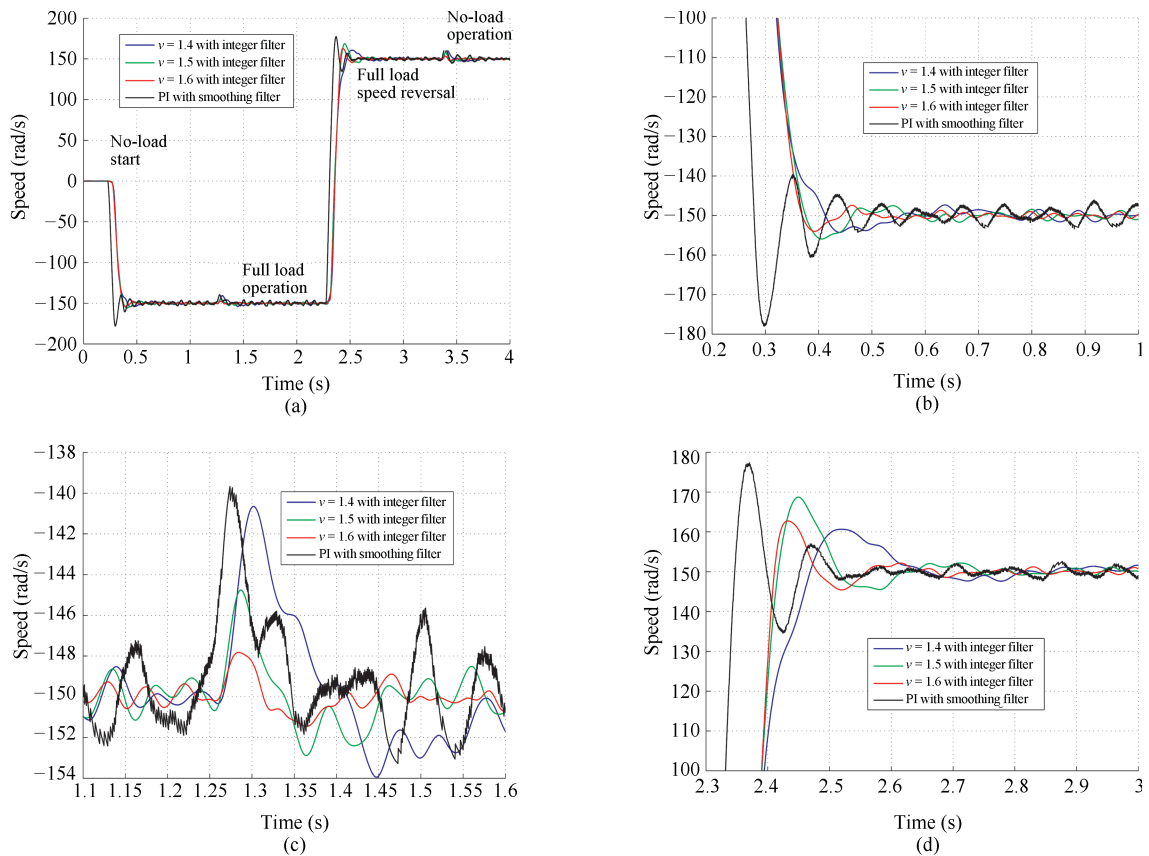 200
150
100
50
0
−50
−100
−150
−200
Speed (rad/s)
v = 1.4 with integer filter
v = 1.5 with integer filter
v = 1.6 with integer filter
PI with smoothing filter
No-load
operation
Full load
speed reversal
No-load
start
Full load
operation
0 0.5 1 1.5 2 2.5 3 3.5 4
Time (s)
(a)
−100
−110
−120
−130
−140
−150
−160
−170
−180
Speed (rad/s)
v = 1.4 with integer filter
v = 1.5 with integer filter
v = 1.6 with integer filter
PI with smoothing filter
0.2 0.3 0.4 0.5 0.6 0.7 0.8 0.9 1
Time (s)
(b)
−138
−140
−142
−144
−146
−148
−150
−152
−154
Speed (rad/s)
v = 1.4 with integer filter
v = 1.5 with integer filter
v = 1.6 with integer filter
PI with smoothing filter
1.1 1.15 1.2 1.25 1.3 1.35 1.4 1.45 1.5 1.55 1.6
Time (s)
(c)
180
170
160
150
140
130
120
110
100
Speed (rad/s)
v = 1.4 with integer filter
v = 1.5 with integer filter
v = 1.6 with integer filter
PI with smoothing filter
2.3 2.4 2.5 2.6 2.7 2.8 2.9 3
Time (s)
(d)